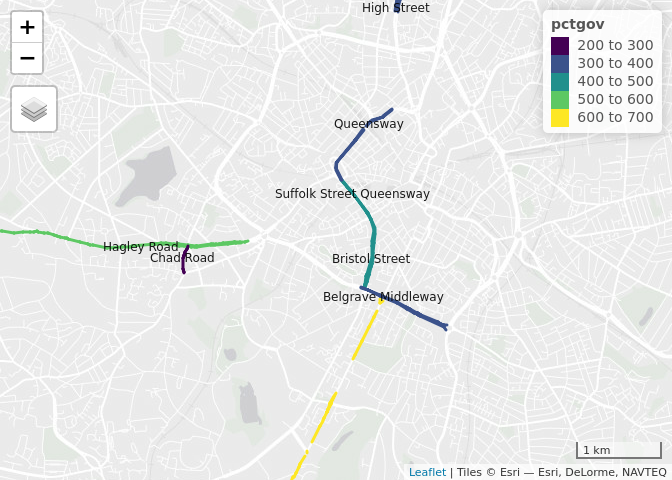 High Street
+
−
pctgov
200 to 300
300 to 400
400 to 500
500 to 600
600 to 700
Queensway
Suffolk Street Queensway
Hagley Road
Chad Road
Bristol Street
Belgrave Middleway
1 km
Leaflet | Tiles © Esri — Esri, DeLorme, NAVTEQ